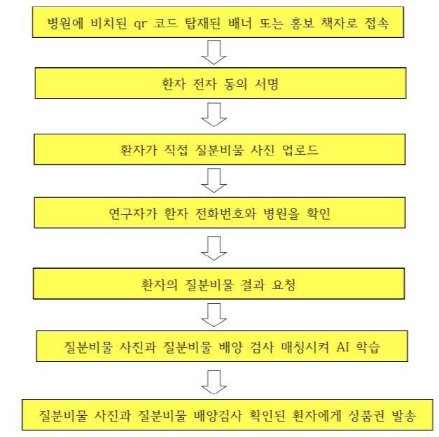 병원에 비치된 qr 코드 탑재된 배너 또는 홍보 책자로 접속
환자 전자 동의 서명
환자가 직접 질분비물 사진 업로드
연구자가 환자 전화번호와 병원을 확인
환자의 질분비물 결과 요청
질분비물 사진과 질분비물 배양 검사 매칭시켜 AI 학습
질분비물 사진과 질분비물 배양검사 확인된 환자에게 상품권 발송